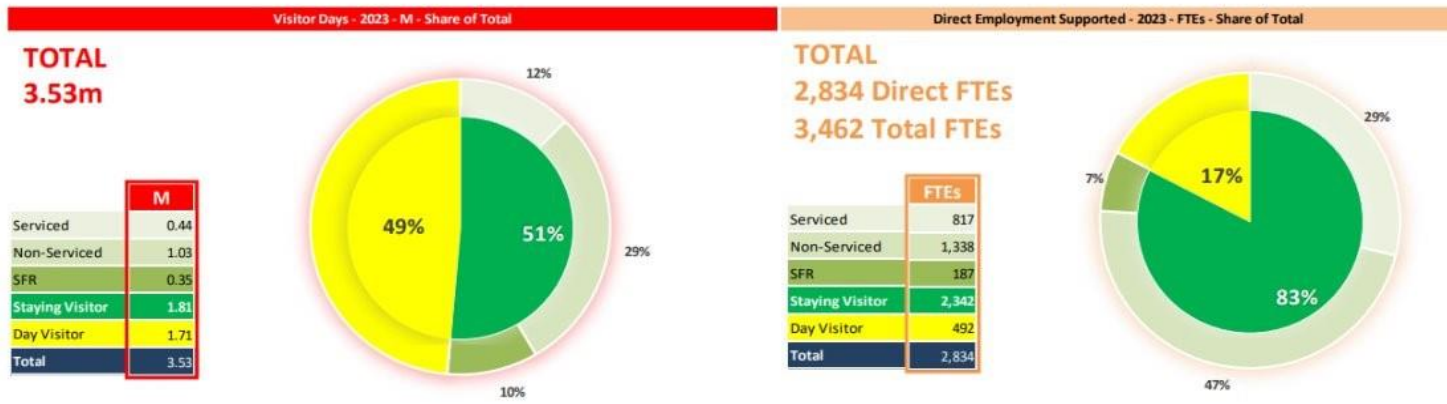 Visitor Days - 2023 - M - Share of Total
TOTAL
3.53m
M
Serviced 0.44
Non-Serviced 1.03
SFR 0.35
Staying Visitor 1.81
Day Visitor 1.71
Total 3.53
12%
49%
51%
29%
10%
Direct Employment Supported - 2023 - FTEs - Share of Total
TOTAL
2,834 Direct FTEs
3,462 Total FTEs
FTEs
Serviced 817
Non-Serviced 1,338
SFR 187
Staying Visitor 2,342
Day Visitor 492
Total 2,834
29%
7%
17%
83%
47%